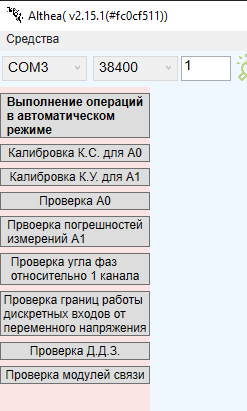 Althea( v2.15.1(#fc0cf511))
Средства
COM3 38400 1
Выполнение операций
в автоматическом
режиме
Калибровка К.С. для А0
Калибровка К.У. для А1
Проверка А0
Првоерка погрешностей
измерений А1
Проверка угла фаз
относительно 1 канала
Проверка границ работы
дискретных входов от
переменного напряжения
Проверка Д.Д.З.
Проверка модулей связи